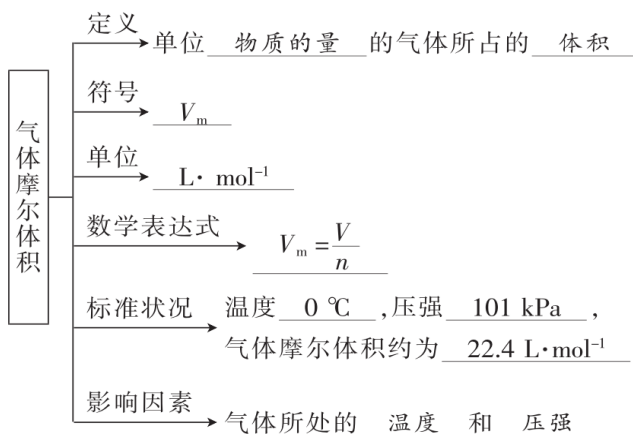 气体摩尔体积
定义
单位 物质的量 的气体所占的 体积
符号
Vm
单位
L· mol⁻¹
数学表达式
Vm = V/n
标准状况
温度 0 ℃ ,压强 101 kPa ,
气体摩尔体积约为 22.4 L·mol⁻¹
影响因素
气体所处的 温度 和 压强